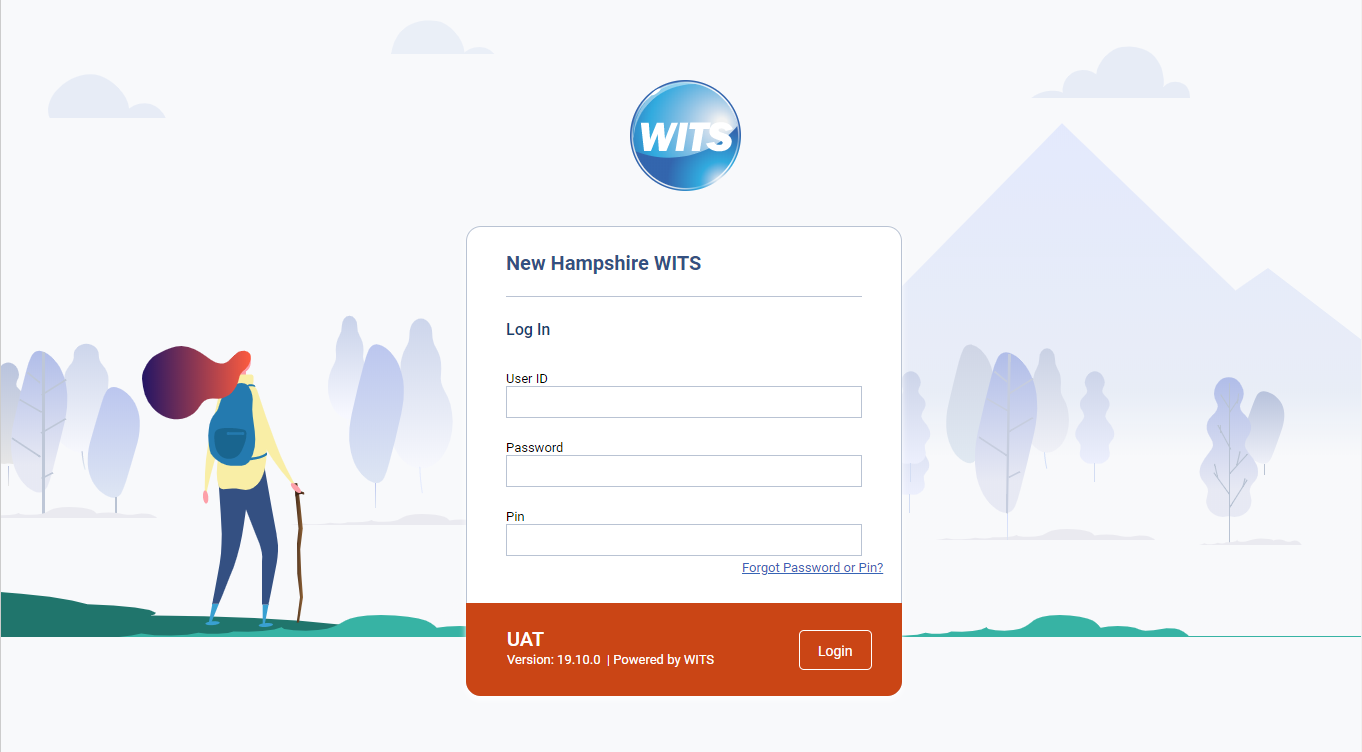 WITS
New Hampshire WITS
Log In
User ID
Password
Pin
Forgot Password or Pin?
UAT
Version: 19.10.0 | Powered by WITS
Login